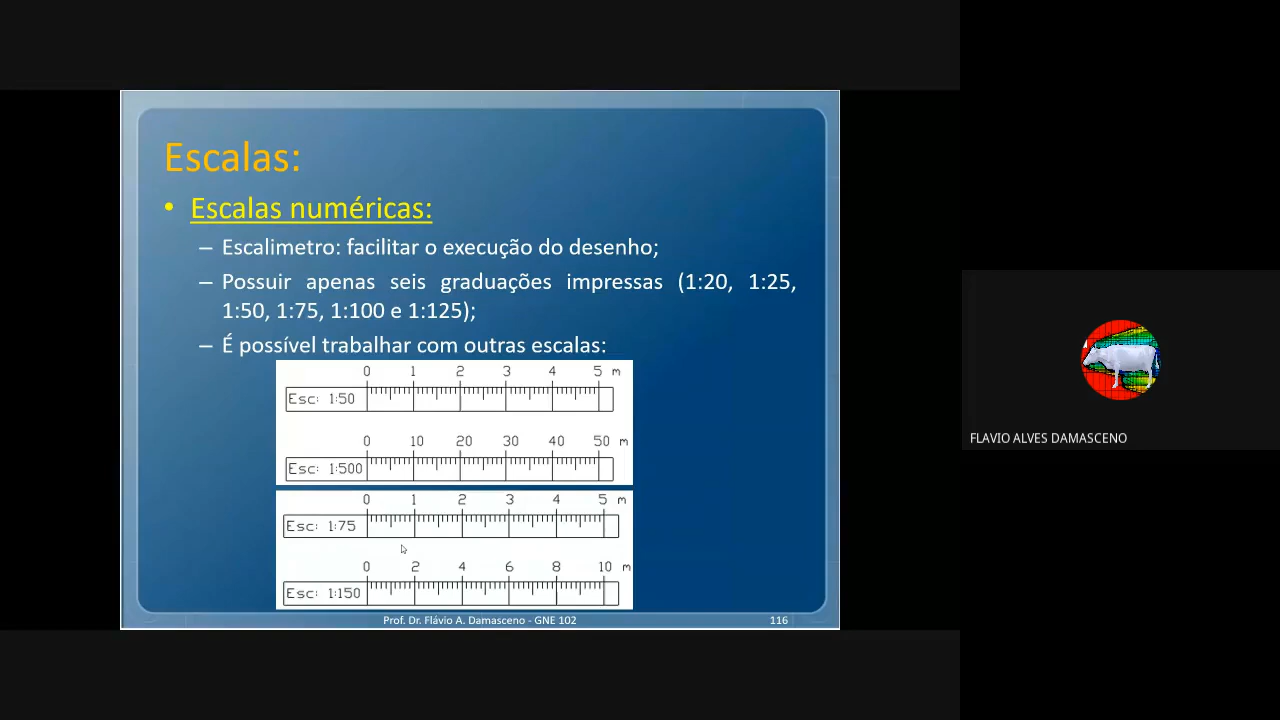 Escalas:
• Escalas numéricas:
– Escalimetro: facilitar o execução do desenho;
– Possuir apenas seis graduações impressas (1:20, 1:25,
1:50, 1:75, 1:100 e 1:125);
– É possível trabalhar com outras escalas:
0 1 2 3 4 5 m
Esc: 1:50
0 10 20 30 40 50 m
Esc: 1:500
0 1 2 3 4 5 m
Esc: 1:75
0 2 4 6 8 10 m
Esc: 1:150
Prof. Dr. Flávio A. Damasceno - GNE 102
116
FLAVIO ALVES DAMASCENO